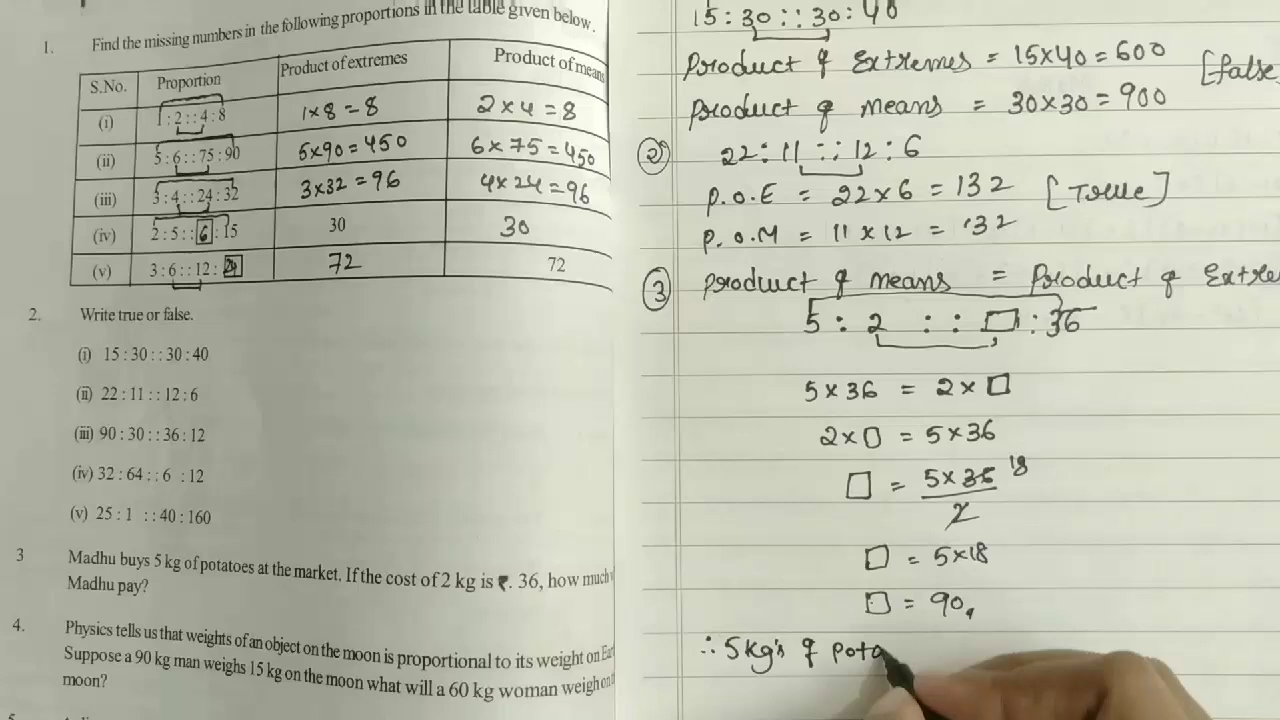 1. Find the missing numbers in the following proportions in the table given below.
S.No. Proportion Product of extremes Product of means
(i) 1 : 2 : : 4 : 8 1 × 8 = 8 2 × 4 = 8
(ii) 5 : 6 : : 75 : 90 5×90 = 450 6 × 75 = 450
(iii) 3 : 4 : : 24 : 32 3×32 = 96 4×24 = 96
(iv) 2 : 5 : : 6 : 15 30 30
(v) 3 : 6 : : 12 : 24 72 72
2. Write true or false.
(i) 15 : 30 : : 30 : 40
(ii) 22 : 11 : : 12 : 6
(iii) 90 : 30 : : 36 : 12
(iv) 32 : 64 : : 6 : 12
(v) 25 : 1 : : 40 : 160
3 Madhu buys 5 kg of potatoes at the market. If the cost of 2 kg is ₹. 36, how much
Madhu pay?
4. Physics tells us that weights of an object on the moon is proportional to its weight on
Suppose a 90 kg man weighs 15 kg on the moon what will a 60 kg woman weigh on
moon?
15 : 30 : : 30 : 40
Product of Extremes = 15×40 = 600 [false
Product of means = 30×30 = 900
② 22 : 11 : : 12 : 6
P.O.E = 22×6 = 132 [True]
P.O.M = 11×12 = 132
③ Product of means = Product of Extre
5 : 2 : : □ : 36
5×36 = 2×□
2×□ = 5×36
□ = 5×36 18
2
□ = 5×18
□ = 90
∴ 5kg's of pota